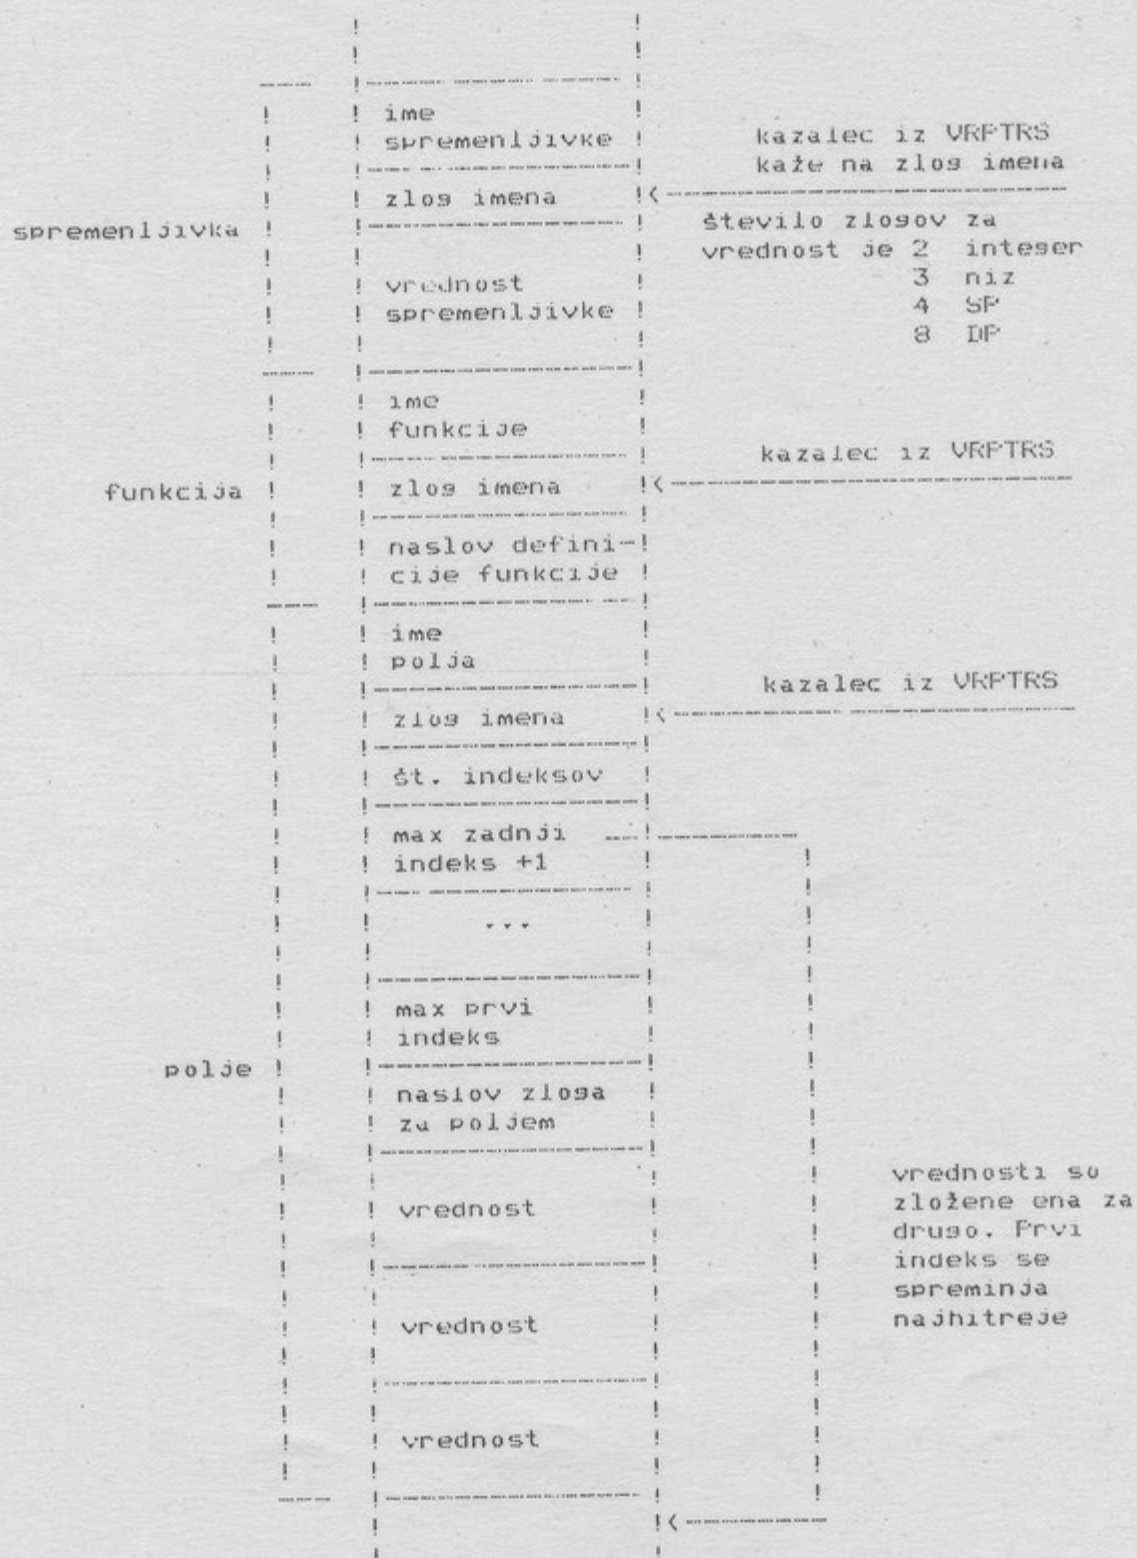 ime
spremenljivke
kazalec iz VRPTRS
kaže na zlog imena
zlog imena
spremenljivka
število zlogov za
vrednost je 2 integer
3 niz
4 SP
8 DP
vrednost
spremenljivke
ime
funkcije
kazalec iz VRPTRS
funkcija
zlog imena
naslov defini-
cije funkcije
ime
polja
kazalec iz VRPTRS
zlog imena
št. indeksov
max zadnji
indeks +1
...
max prvi
indeks
polje
naslov zloga
za poljem
vrednost
vrednosti so
zložene ena za
drugo. Prvi
indeks se
spreminja
najhitreje
vrednost
vrednost